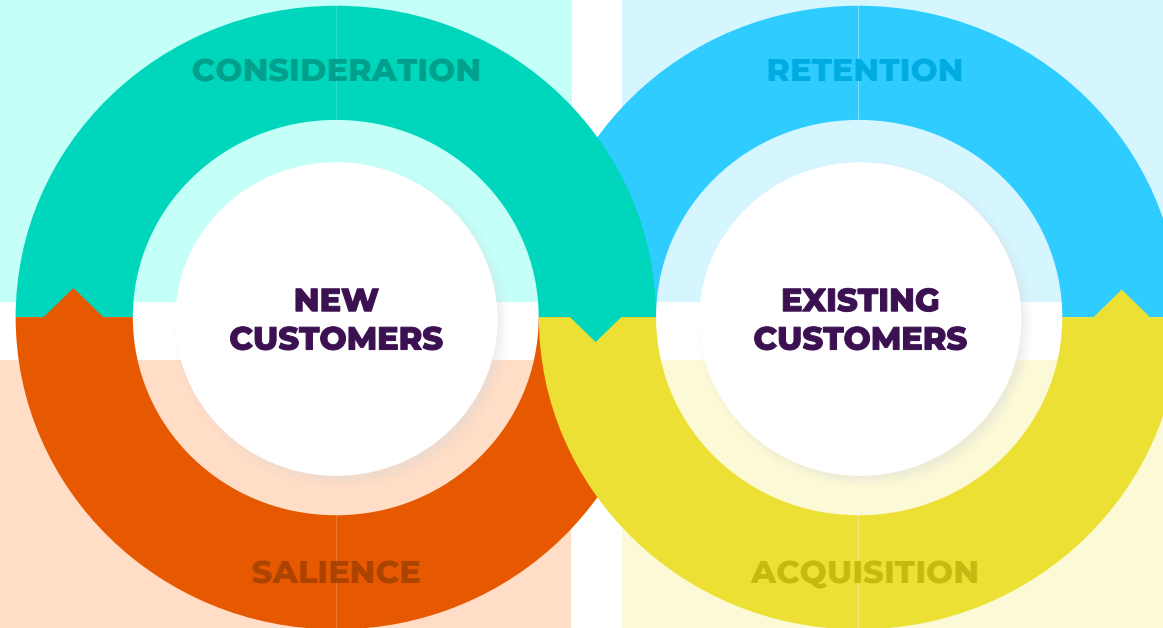 CONSIDERATION
RETENTION
NEW
CUSTOMERS
EXISTING
CUSTOMERS
SALIENCE
ACQUISITION